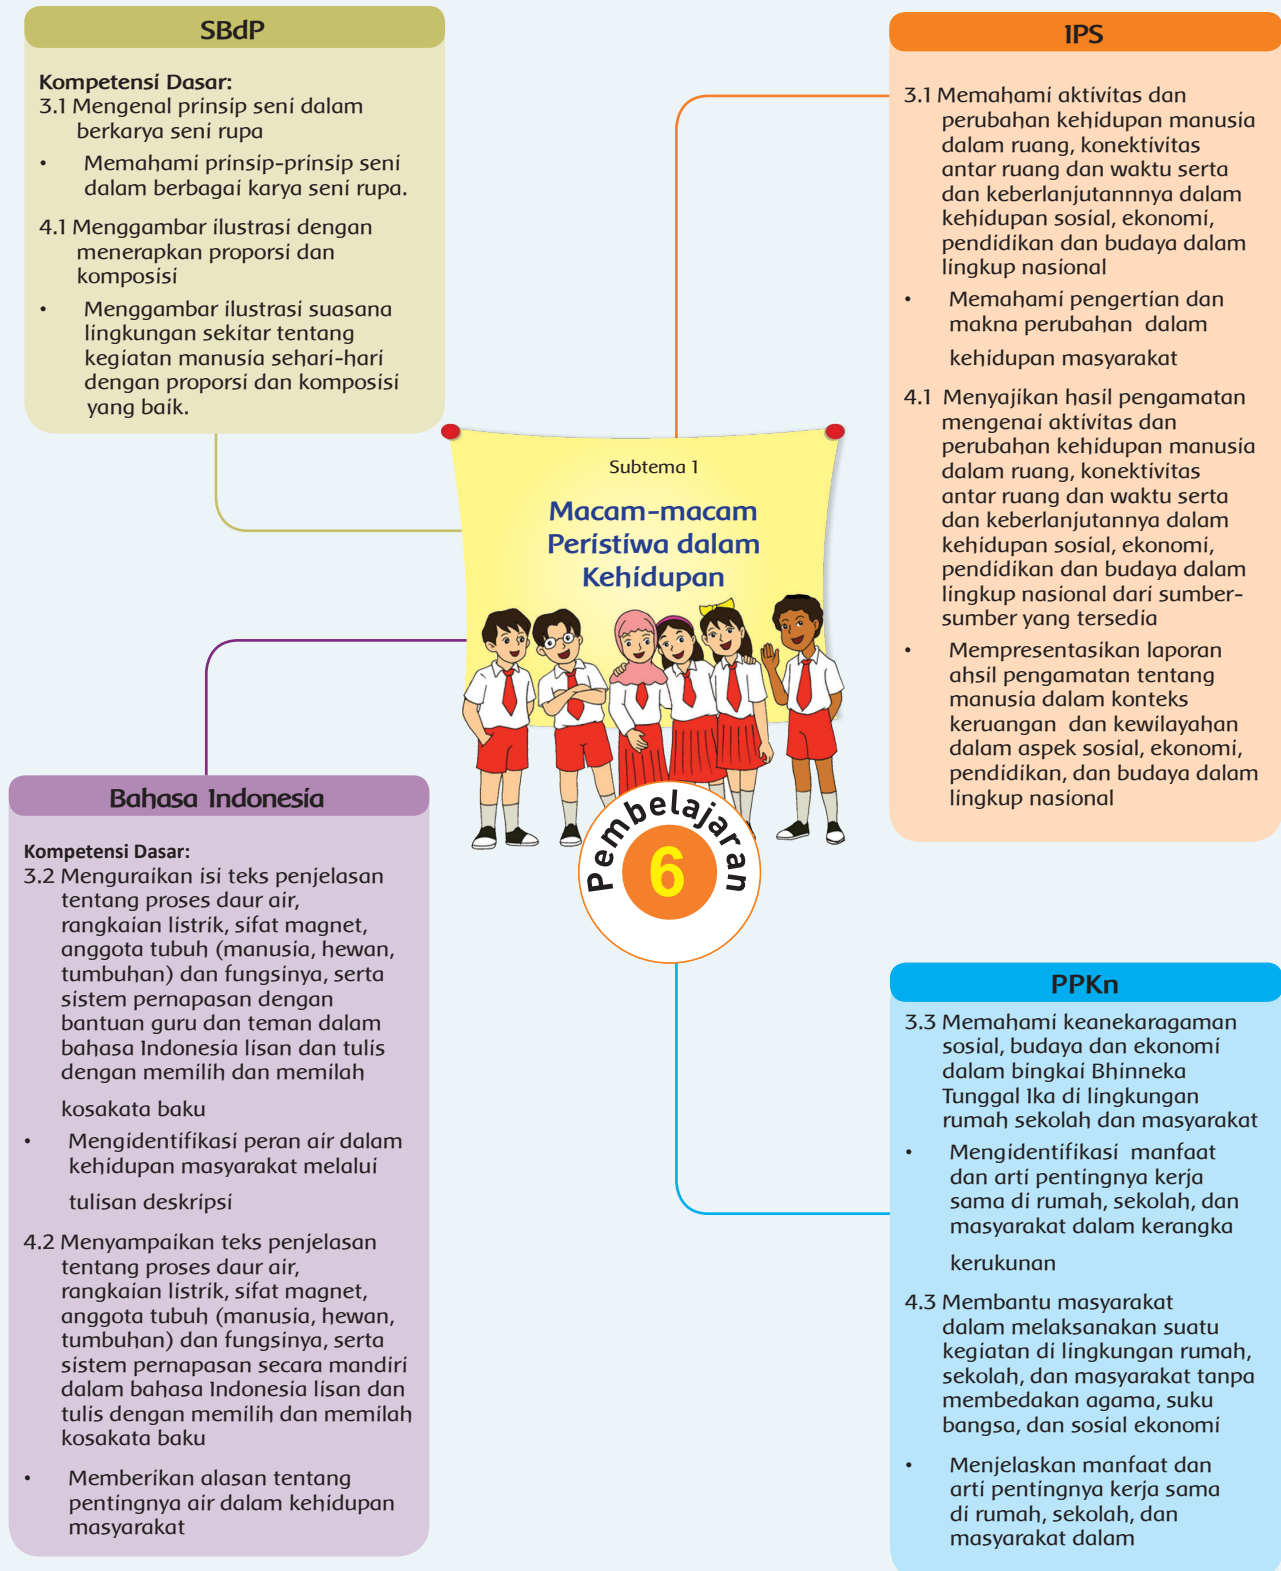 SBdP
Kompetensi Dasar:
3.1 Mengenal prinsip seni dalam
berkarya seni rupa
• Memahami prinsip-prinsip seni
dalam berbagai karya seni rupa.
4.1 Menggambar ilustrasi dengan
menerapkan proporsi dan
komposisi
• Menggambar ilustrasi suasana
lingkungan sekitar tentang
kegiatan manusia sehari-hari
dengan proporsi dan komposisi
yang baik.
IPS
3.1 Memahami aktivitas dan
perubahan kehidupan manusia
dalam ruang, konektivitas
antar ruang dan waktu serta
dan keberlanjutannnya dalam
kehidupan sosial, ekonomi,
pendidikan dan budaya dalam
lingkup nasional
• Memahami pengertian dan
makna perubahan dalam
kehidupan masyarakat
4.1 Menyajikan hasil pengamatan
mengenai aktivitas dan
perubahan kehidupan manusia
dalam ruang, konektivitas
antar ruang dan waktu serta
dan keberlanjutannya dalam
kehidupan sosial, ekonomi,
pendidikan dan budaya dalam
lingkup nasional dari sumber-
sumber yang tersedia
• Mempresentasikan laporan
ahsil pengamatan tentang
manusia dalam konteks
keruangan dan kewilayahan
dalam aspek sosial, ekonomi,
pendidikan, dan budaya dalam
lingkup nasional
Subtema 1
Macam-macam
Peristiwa dalam
Kehidupan
Pembelajaran
6
Bahasa Indonesia
Kompetensi Dasar:
3.2 Menguraikan isi teks penjelasan
tentang proses daur air,
rangkaian listrik, sifat magnet,
anggota tubuh (manusia, hewan,
tumbuhan) dan fungsinya, serta
sistem pernapasan dengan
bantuan guru dan teman dalam
bahasa Indonesia lisan dan tulis
dengan memilih dan memilah
kosakata baku
• Mengidentifikasi peran air dalam
kehidupan masyarakat melalui
tulisan deskripsi
4.2 Menyampaikan teks penjelasan
tentang proses daur air,
rangkaian listrik, sifat magnet,
anggota tubuh (manusia, hewan,
tumbuhan) dan fungsinya, serta
sistem pernapasan secara mandiri
dalam bahasa Indonesia lisan dan
tulis dengan memilih dan memilah
kosakata baku
• Memberikan alasan tentang
pentingnya air dalam kehidupan
masyarakat
PPKn
3.3 Memahami keanekaragaman
sosial, budaya dan ekonomi
dalam bingkai Bhinneka
Tunggal Ika di lingkungan
rumah sekolah dan masyarakat
• Mengidentifikasi manfaat
dan arti pentingnya kerja
sama di rumah, sekolah, dan
masyarakat dalam kerangka
kerukunan
4.3 Membantu masyarakat
dalam melaksanakan suatu
kegiatan di lingkungan rumah,
sekolah, dan masyarakat tanpa
membedakan agama, suku
bangsa, dan sosial ekonomi
• Menjelaskan manfaat dan
arti pentingnya kerja sama
di rumah, sekolah, dan
masyarakat dalam